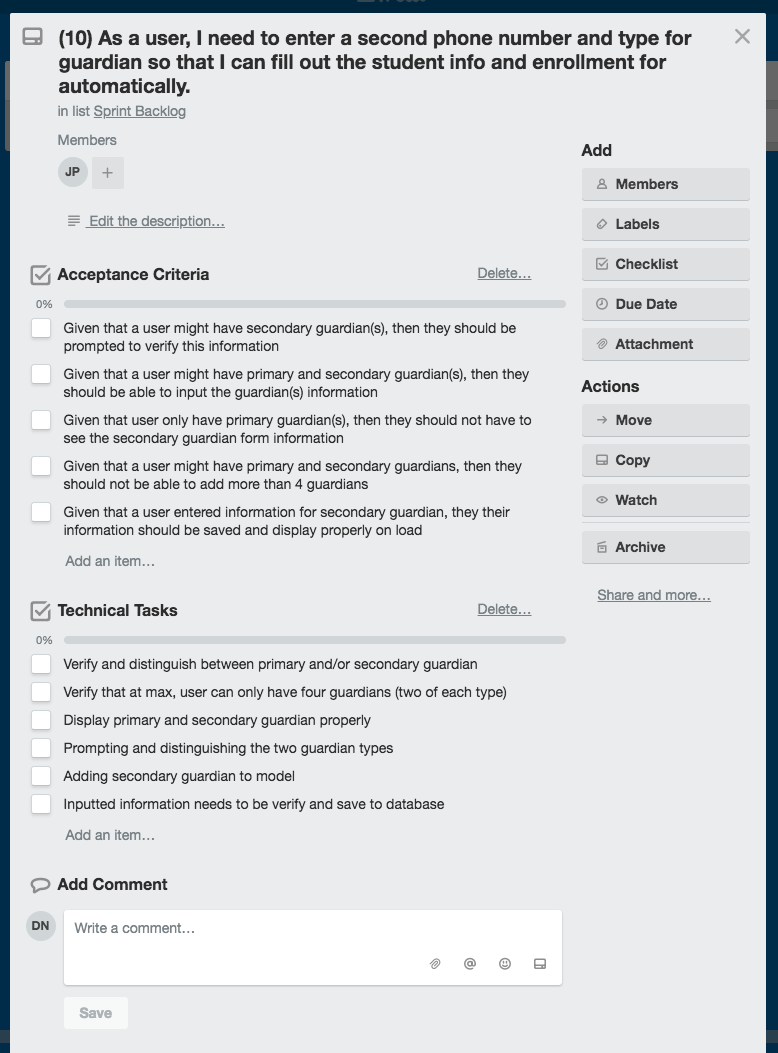 (10) As a user, I need to enter a second phone number and type for
guardian so that I can fill out the student info and enrollment for
automatically.
in list Sprint Backlog
Members
JP
+
Edit the description…
Acceptance Criteria
Delete…
0%
Given that a user might have secondary guardian(s), then they should be
prompted to verify this information
Given that a user might have primary and secondary guardian(s), then they
should be able to input the guardian(s) information
Given that user only have primary guardian(s), then they should not have to
see the secondary guardian form information
Given that a user might have primary and secondary guardians, then they
should not be able to add more than 4 guardians
Given that a user entered information for secondary guardian, they their
information should be saved and display properly on load
Add an item…
Technical Tasks
Delete…
0%
Verify and distinguish between primary and/or secondary guardian
Verify that at max, user can only have four guardians (two of each type)
Display primary and secondary guardian properly
Prompting and distinguishing the two guardian types
Adding secondary guardian to model
Inputted information needs to be verify and save to database
Add an item…
Add Comment
DN
Write a comment…
@
Save
Add
Members
Labels
Checklist
Due Date
Attachment
Actions
Move
Copy
Watch
Archive
Share and more…